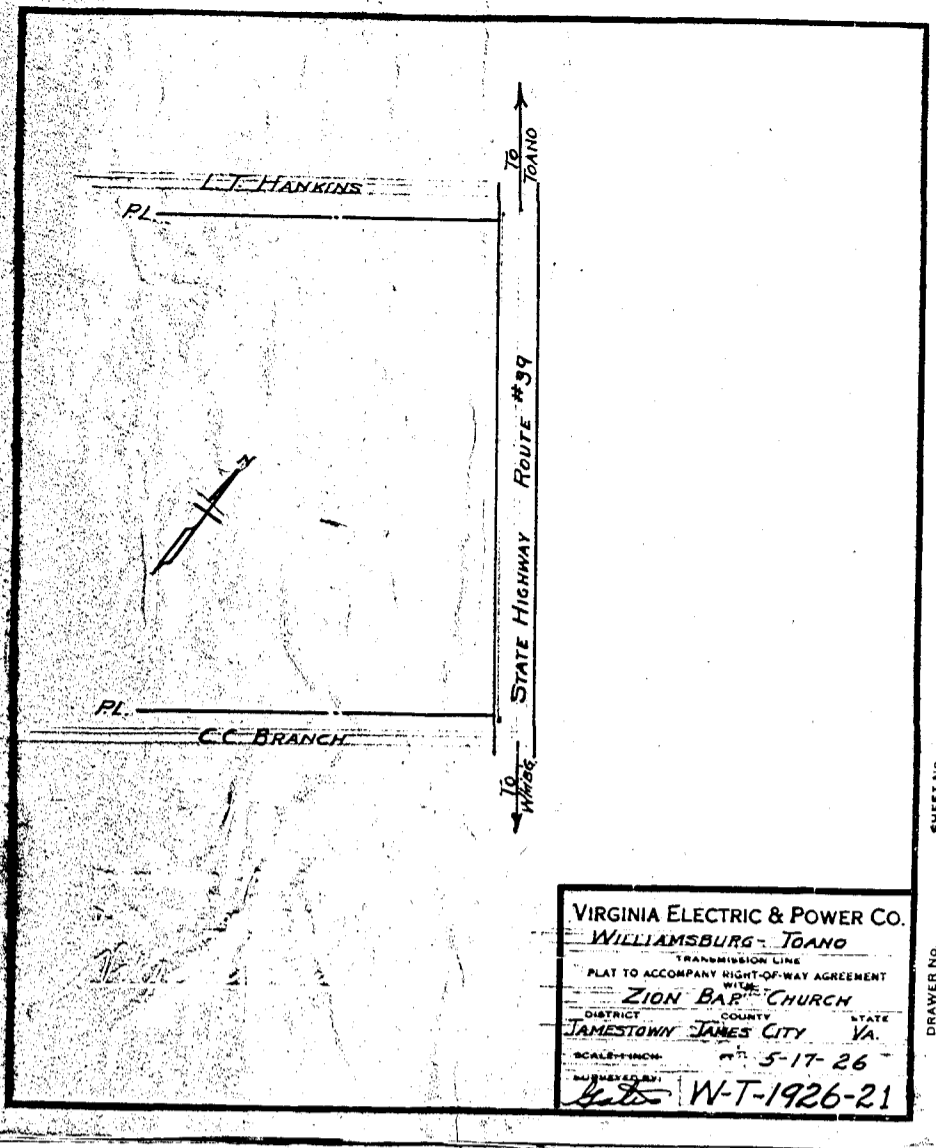 TO
TOANO
L.T. HANKINS
P.L.
STATE HIGHWAY ROUTE #39
N
P.L.
C.C. BRANCH
TO
WMBG.
SHEET NO.
DRAWER NO.
VIRGINIA ELECTRIC & POWER CO.
WILLIAMSBURG - TOANO
TRANSMISSION LINE
PLAT TO ACCOMPANY RIGHT-OF-WAY AGREEMENT
WITH
ZION BAP. CHURCH
DISTRICT COUNTY STATE
JAMESTOWN JAMES CITY VA.
SCALE-1 INCH 5-17-26
SURVEYED BY:
W-T-1926-21